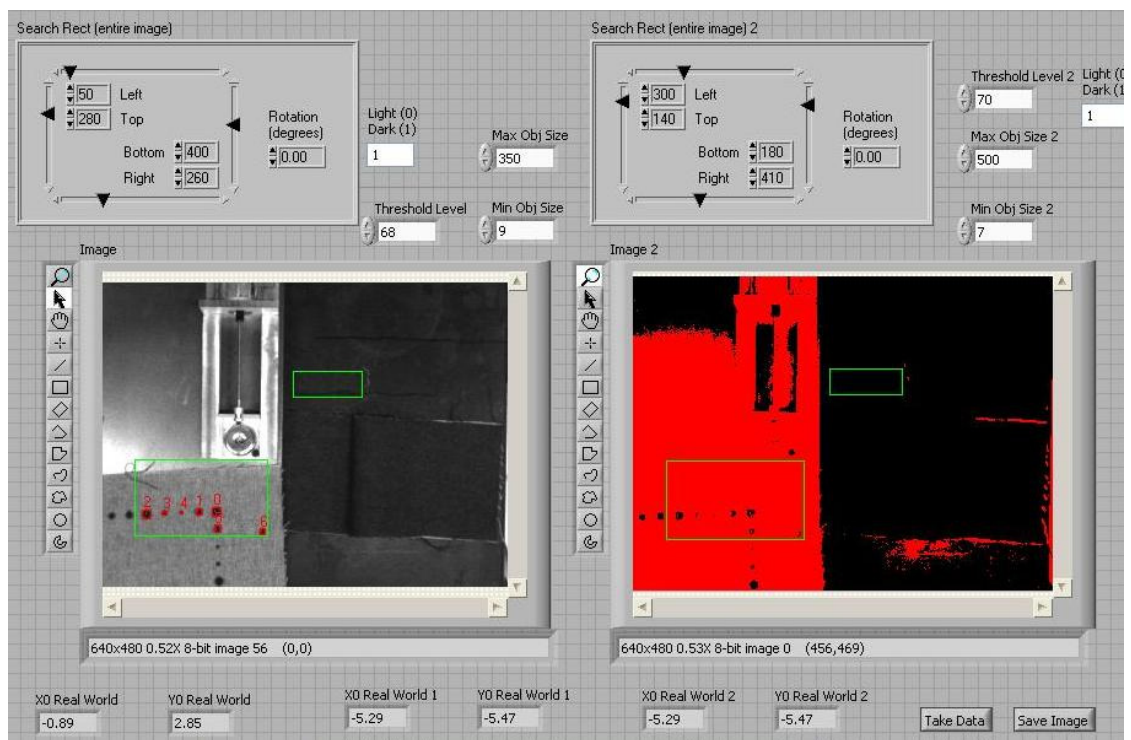 Search Rect (entire image)
50 Left
280 Top
Bottom 400
Right 260
Rotation
(degrees)
0.00
Light (0)
Dark (1)
1
Max Obj Size
350
Threshold Level
68
Min Obj Size
9
Search Rect (entire image) 2
300 Left
140 Top
Bottom 180
Right 410
Rotation
(degrees)
0.00
Threshold Level 2
70
Light (0)
Dark (1)
1
Max Obj Size 2
500
Min Obj Size 2
7
Image
2 3 4 1 0
6
640x480 0.52X 8-bit image 56 (0,0)
Image 2
640x480 0.53X 8-bit image 0 (456,469)
X0 Real World
-0.89
Y0 Real World
2.85
X0 Real World 1
-5.29
Y0 Real World 1
-5.47
X0 Real World 2
-5.29
Y0 Real World 2
-5.47
Take Data
Save Image